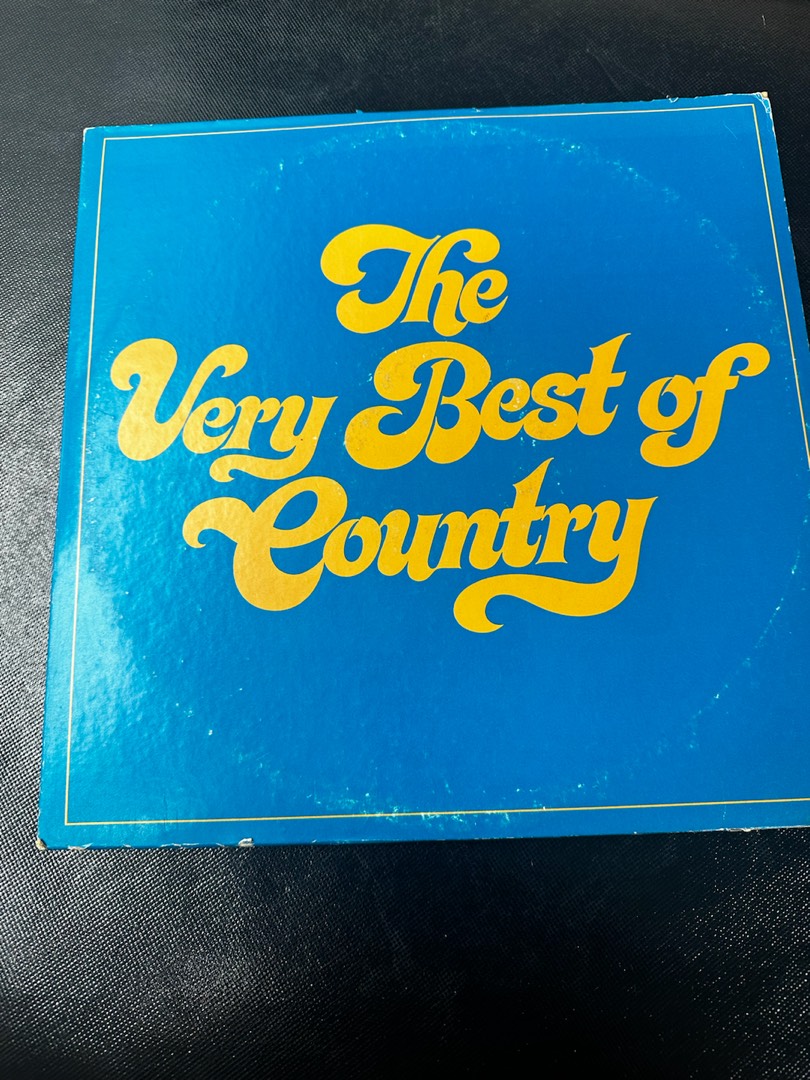 The
Very Best of
Country